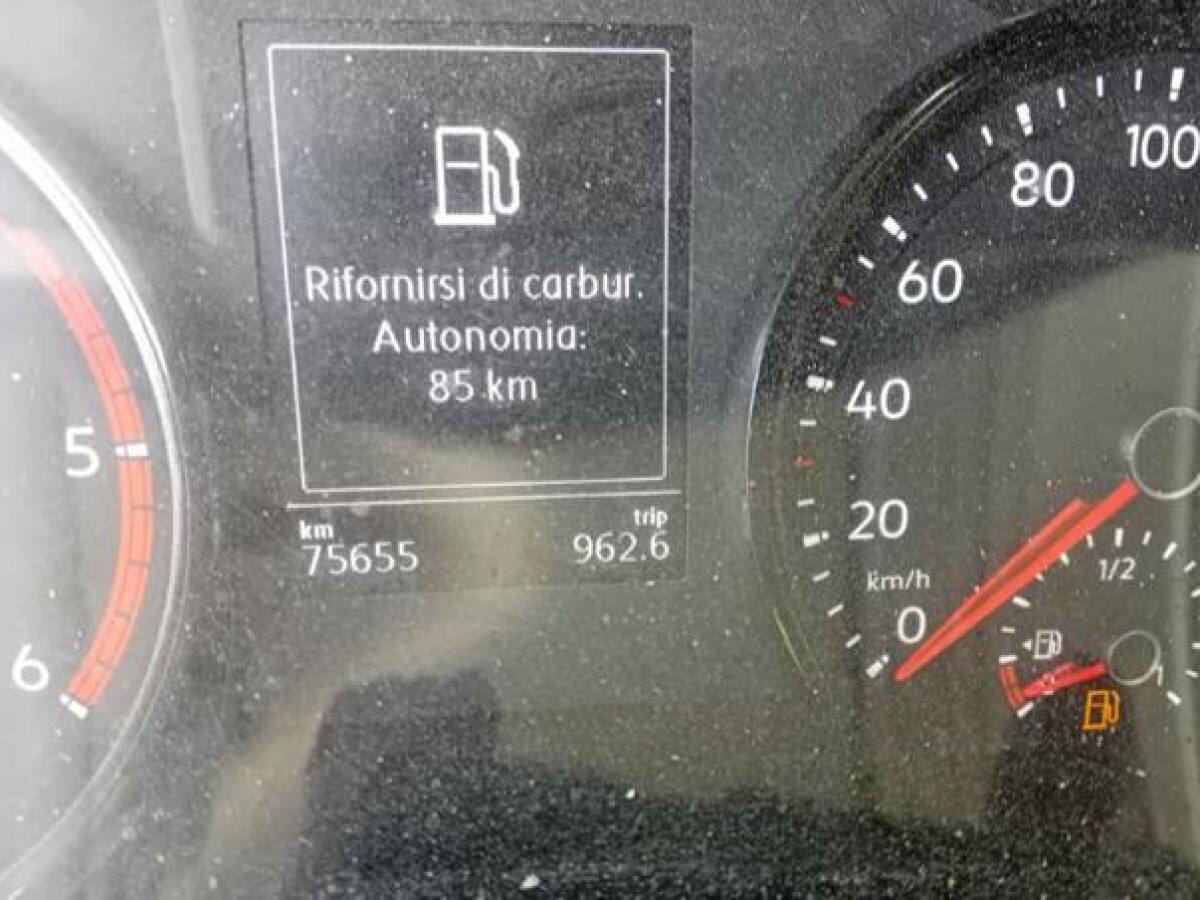 Rifornirsi di carbur.
Autonomia:
85 km
km
75655
trip
962.6
5
6
100
80
60
40
20
km/h
0
1/2
1